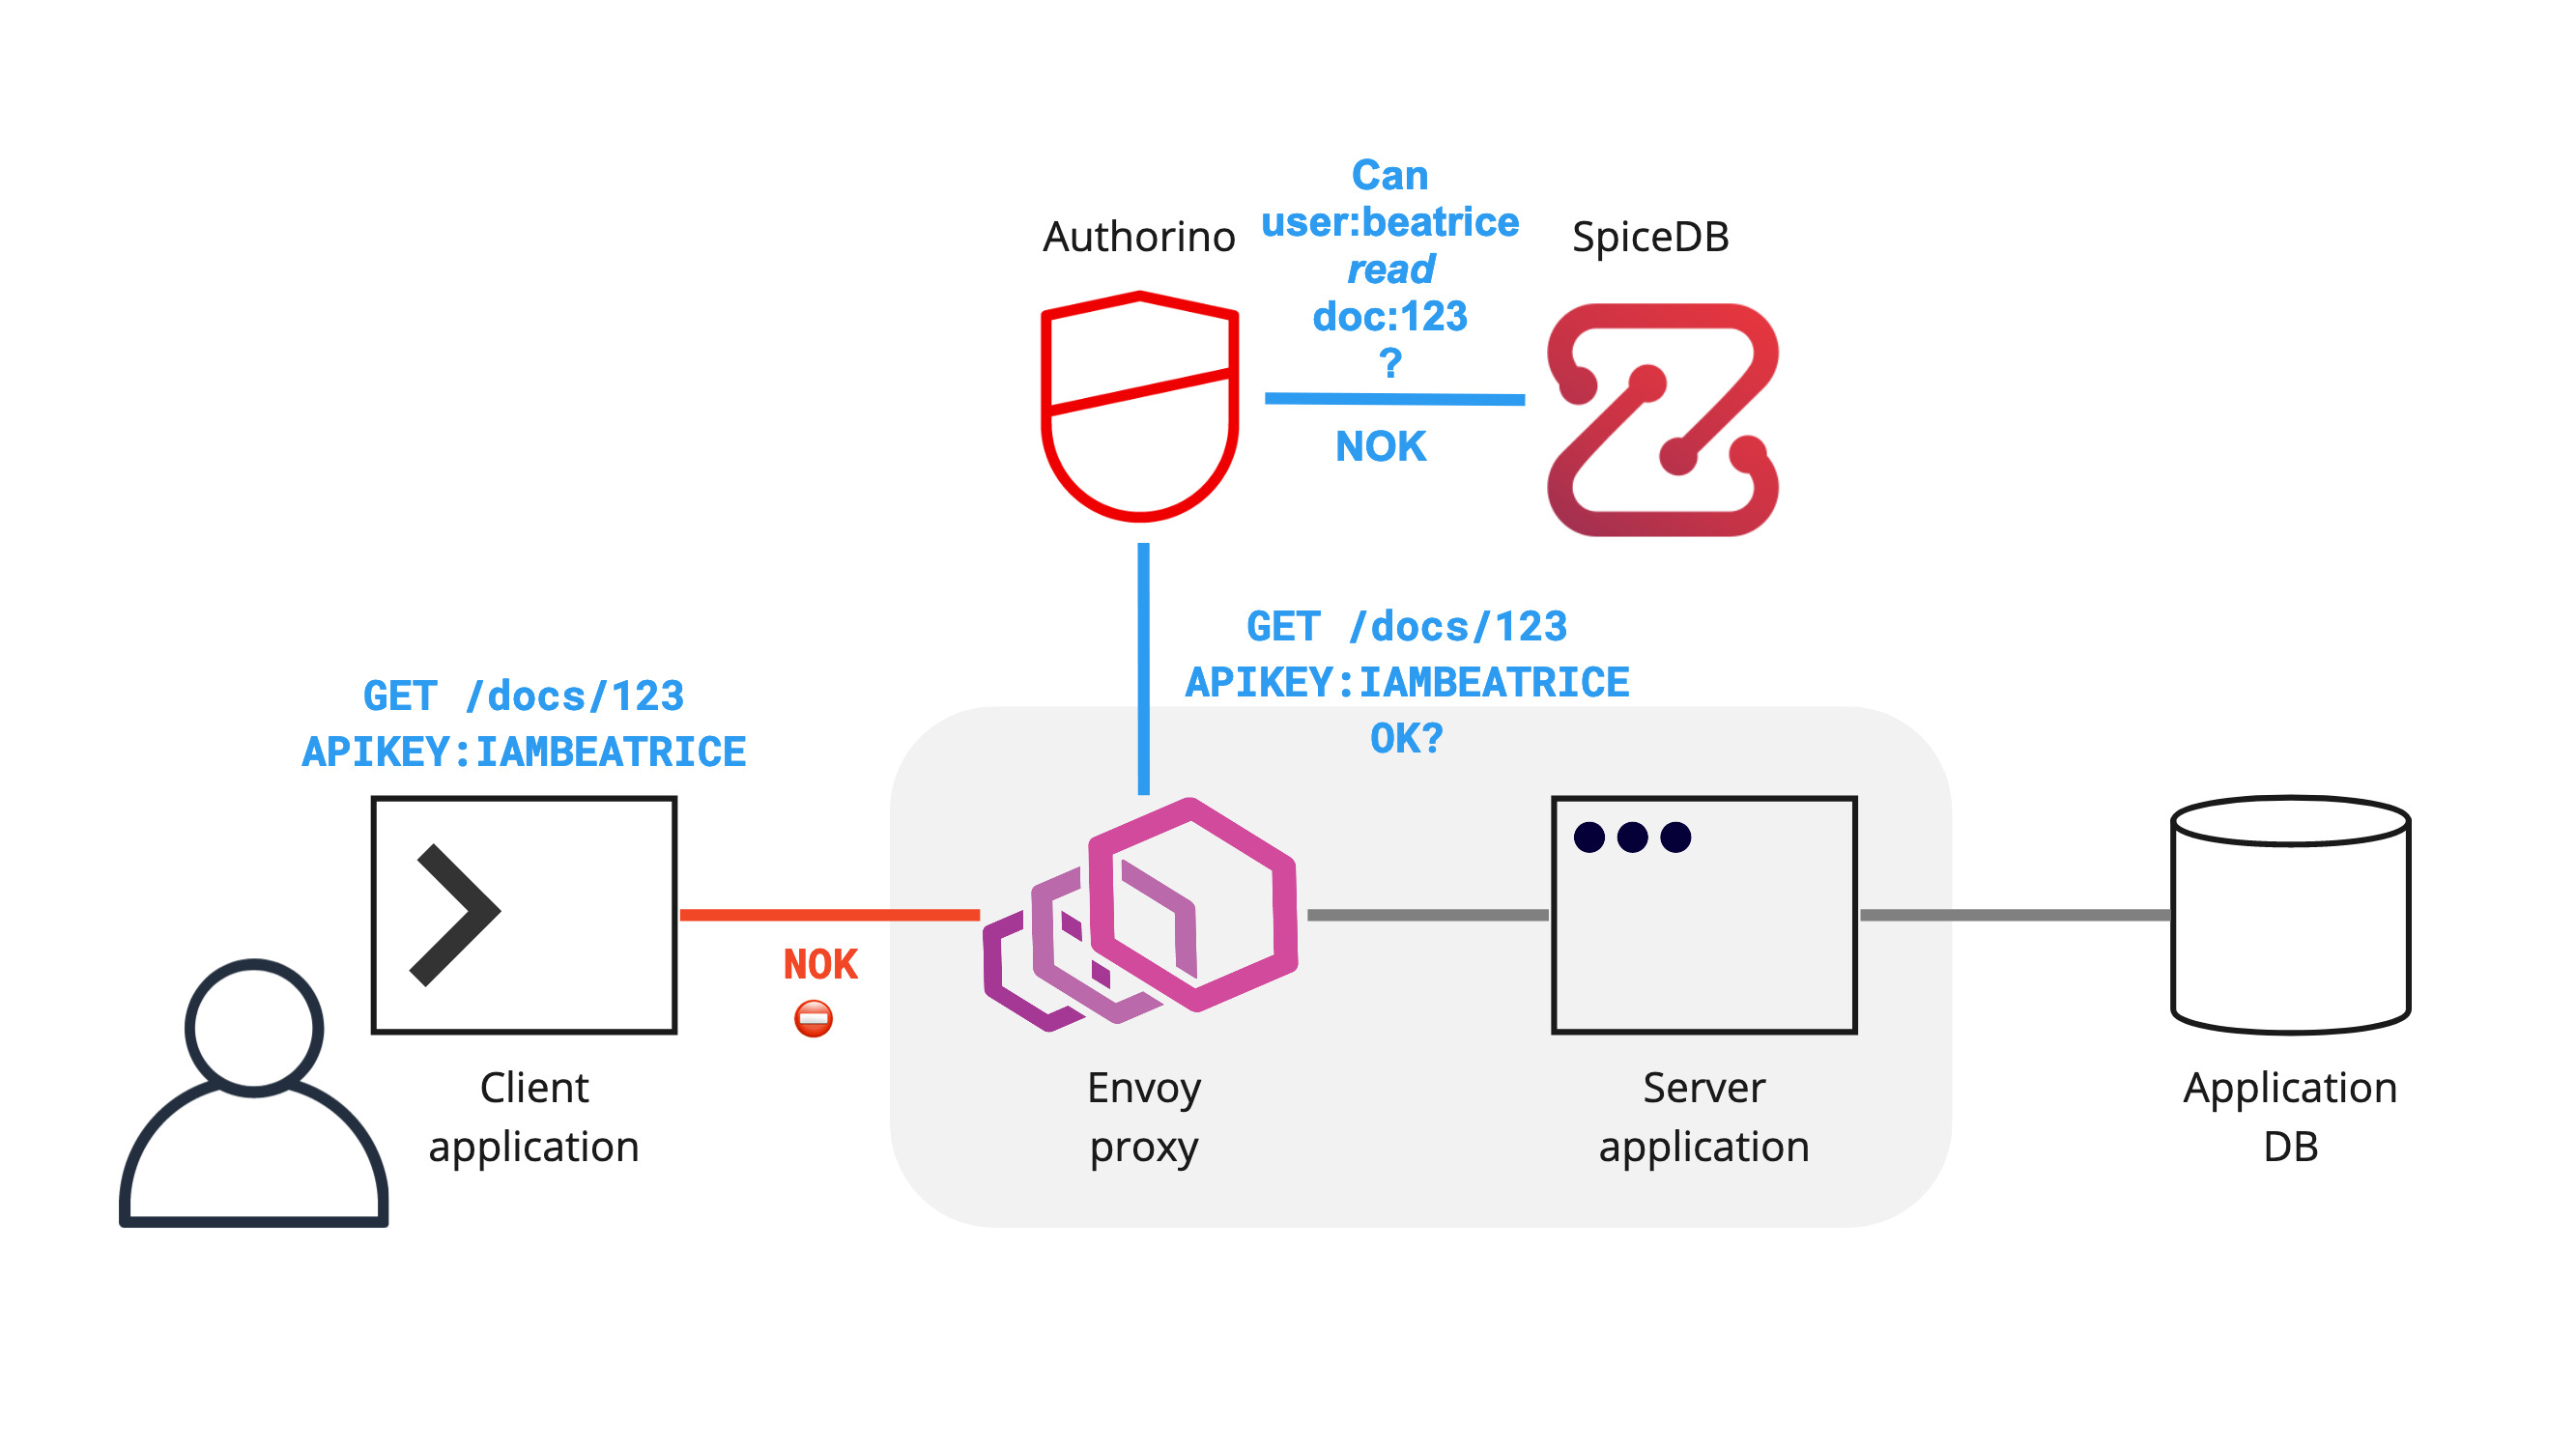 Can
user:beatrice
read
doc:123
?
Authorino
SpiceDB
NOK
GET /docs/123
APIKEY:IAMBEATRICE
OK?
GET /docs/123
APIKEY:IAMBEATRICE
NOK
Client
application
Envoy
proxy
Server
application
Application
DB